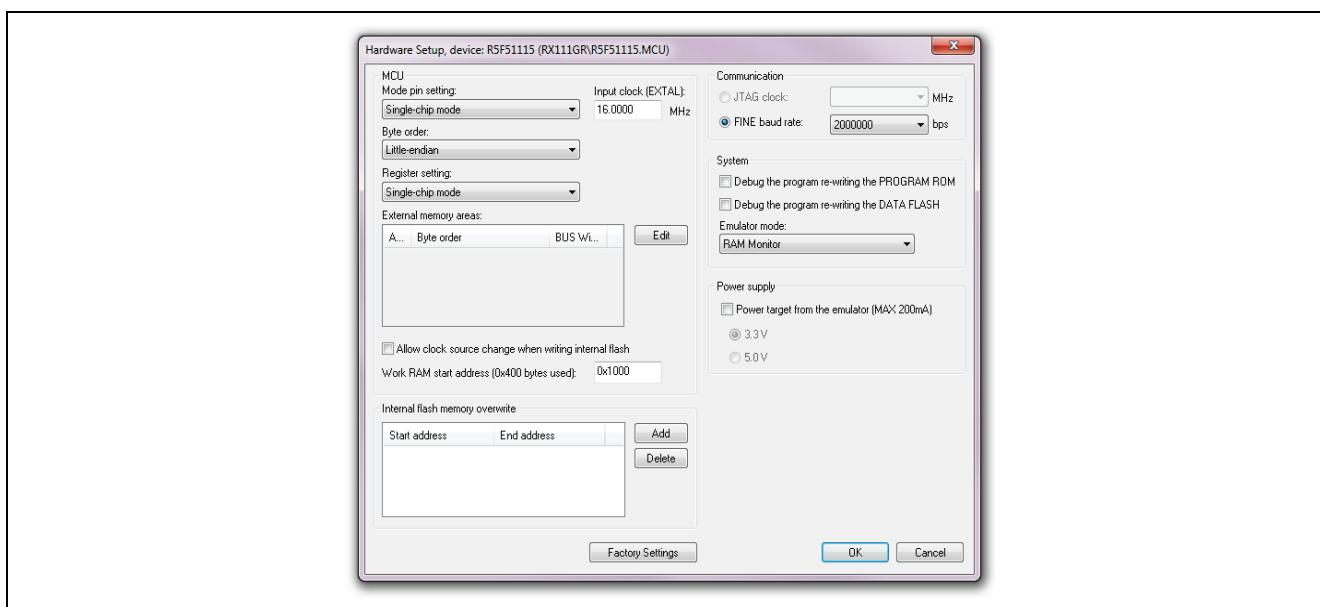 Hardware Setup, device: R5F51115 (RX111GR\R5F51115.MCU)
MCU
Mode pin setting:
Input clock (EXTAL):
Single-chip mode
16.0000 MHz
Byte order:
Little-endian
Register setting:
Single-chip mode
External memory areas:
A... Byte order BUS Wi...
Edit
Allow clock source change when writing internal flash
Work RAM start address (0x400 bytes used): 0x1000
Internal flash memory overwrite
Start address End address
Add
Delete
Communication
JTAG clock: MHz
FINE baud rate: 2000000 bps
System
Debug the program re-writing the PROGRAM ROM
Debug the program re-writing the DATA FLASH
Emulator mode:
RAM Monitor
Power supply
Power target from the emulator (MAX 200mA)
3.3 V
5.0 V
Factory Settings
OK
Cancel